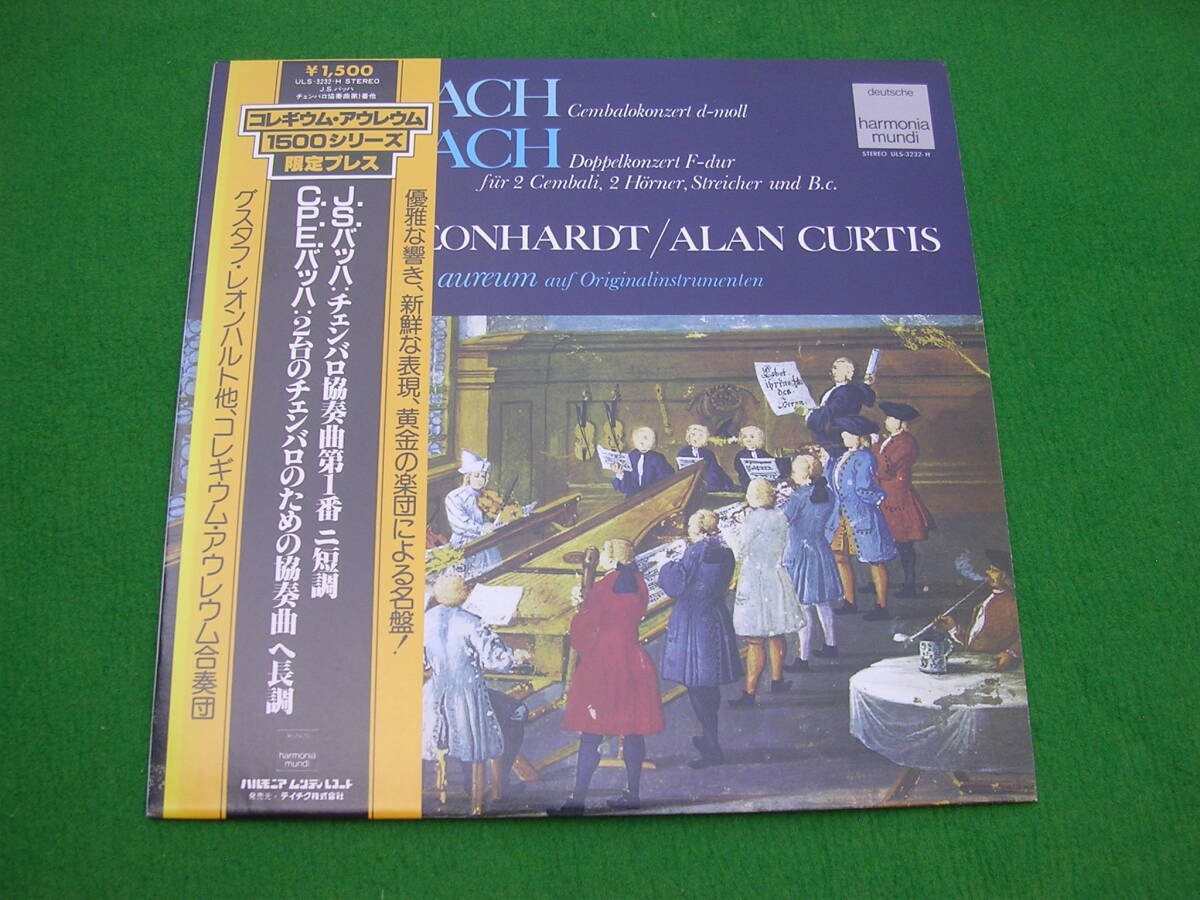 ¥1,500
ULS-3232-H STEREO
J.S.バッハ
チェンバロ協奏曲第1番他
コレギウム・アウレウム
1500シリーズ
限定プレス
優雅な響き、新鮮な表現、黄金の楽団による名盤!
J.S.バッハ:チェンバロ協奏曲第1番 ニ短調
C.P.E.バッハ:2台のチェンバロのための協奏曲 ヘ長調
グスタフ・レオンハルト他、コレギウム・アウレウム合奏団
harmonia
mundi
ハルモニア ムンディ レコード
発売元・テイチク株式会社
ACH Cembalokonzert d-moll
ACH Doppelkonzert F-dur
für 2 Cembali, 2 Hörner, Streicher und B.c.
EONHARDT/ALAN CURTIS
aureum auf Originalinstrumenten
deutsche
harmonia
mundi
STEREO ULS-3232-H